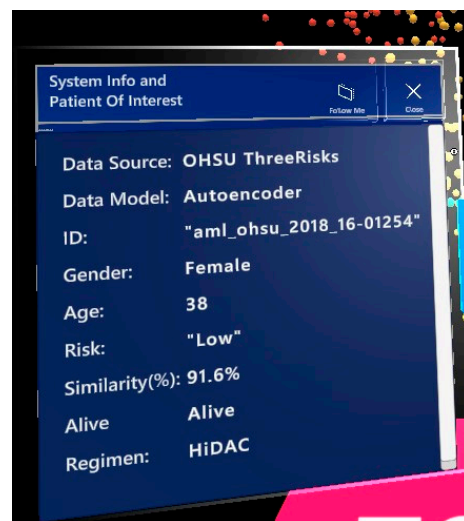 System Info and
Patient Of Interest
Follow Me
Close
Data Source: OHSU ThreeRisks
Data Model: Autoencoder
ID: "aml_ohsu_2018_16-01254"
Gender: Female
Age: 38
Risk: "Low"
Similarity(%): 91.6%
Alive Alive
Regimen: HiDAC